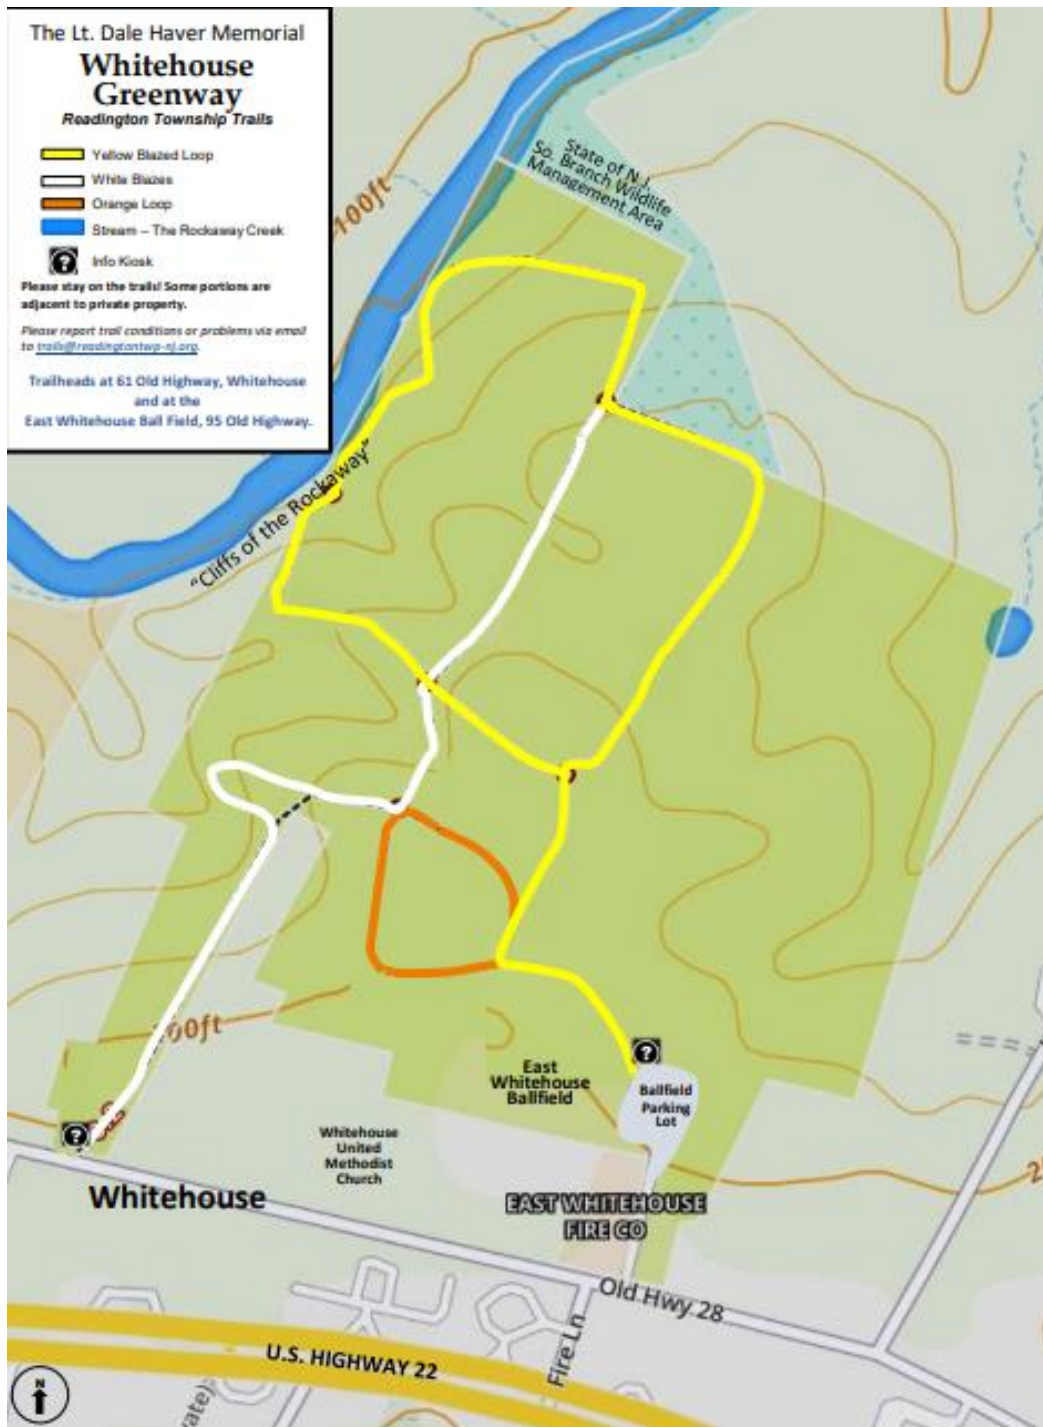 The Lt. Dale Haver Memorial
Whitehouse
Greenway
Readington Township Trails
Yellow Blazed Loop
White Blazes
Orange Loop
Stream – The Rockaway Creek
? Info Kiosk
Please stay on the trails! Some portions are
adjacent to private property.
Please report trail conditions or problems via email
to trails@readingtontwp-nj.org.
Trailheads at 61 Old Highway, Whitehouse
and at the
East Whitehouse Ball Field, 95 Old Highway.
100ft
State of N.J.
So. Branch Wildlife
Management Area
"Cliffs of the Rockaway"
100ft
?
East
Whitehouse
Ballfield
?
Ballfield
Parking
Lot
Whitehouse
United
Methodist
Church
Whitehouse
EAST WHITEHOUSE
FIRE CO
Old Hwy 28
Fire Ln
U.S. HIGHWAY 22
N